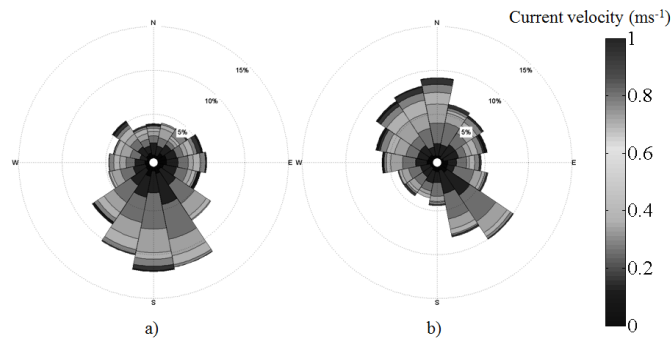 Current velocity (ms-1)
N
15%
10%
5%
W
E
S
a)
N
15%
10%
5%
W
E
S
b)
1
0.8
0.6
0.4
0.2
0